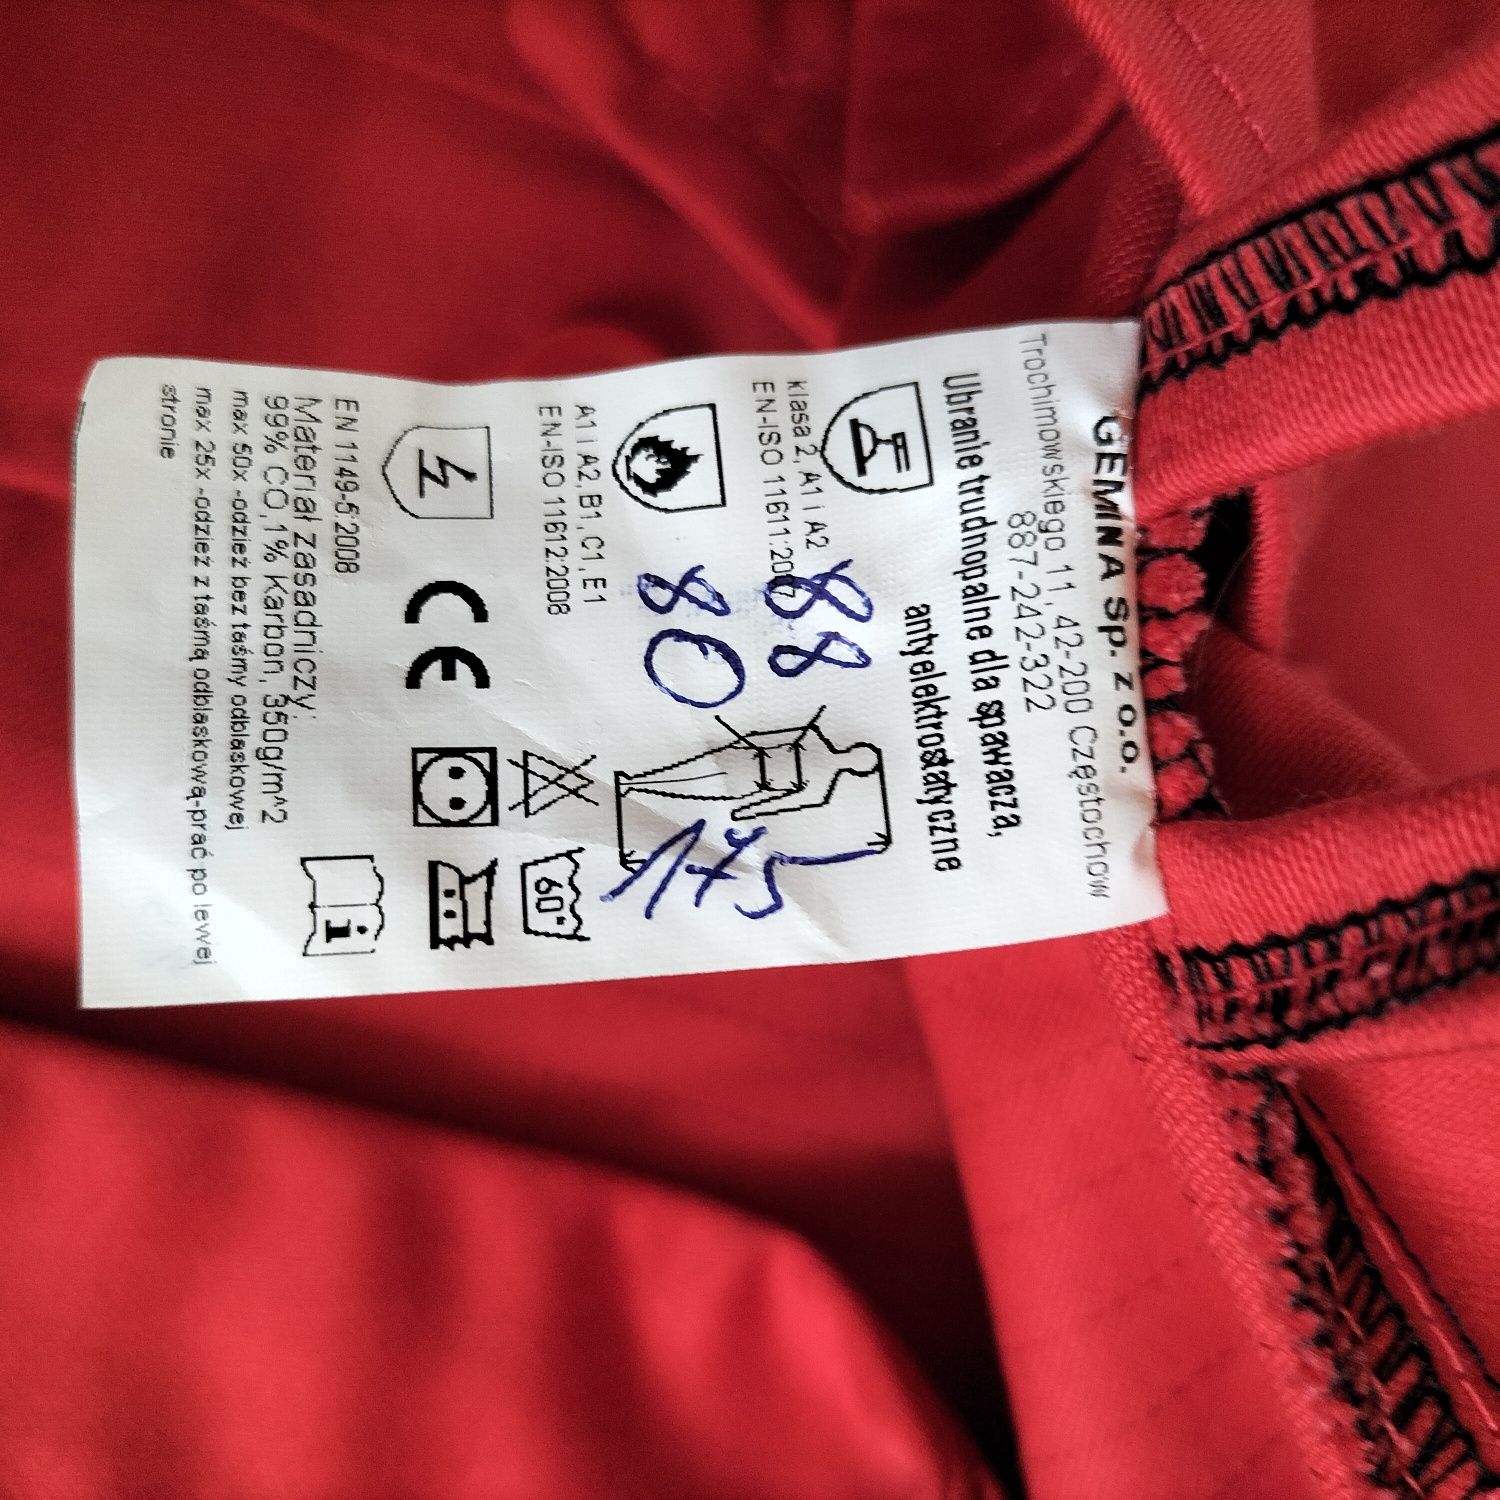 GEMINA Sp. z o.o.
Trochimowskiego 11, 42-200 Częstochow
887-242-322
Ubranie trudnopalne dla spawacza,
antyelektrostatyczne
EN-ISO 11611:2007
klasa 2, A1 i A2
88
88
80
175
EN-ISO 11612:2008
A1 i A2, B1, C1, E1
60°
CE
i
EN 1149-5:2008
Materiał zasadniczy:
99% CO, 1% Karbon, 350g/m^2
max 50x -odzież bez taśmy odblaskowej
max 25x -odzież z taśmą odblaskową-prać po lewej
stronie